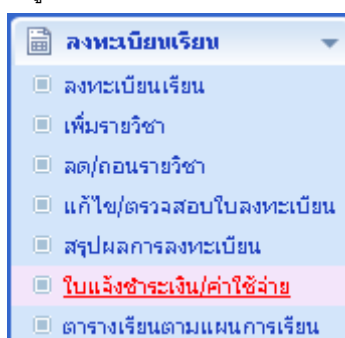 ลงทะเบียนเรียน
ลงทะเบียนเรียน
เพิ่มรายวิชา
ลด/ถอนรายวิชา
แก้ไข/ตรวจสอบใบลงทะเบียน
สรุปผลการลงทะเบียน
ใบแจ้งชำระเงิน/ค่าใช้จ่าย
ตารางเรียนตามแผนการเรียน